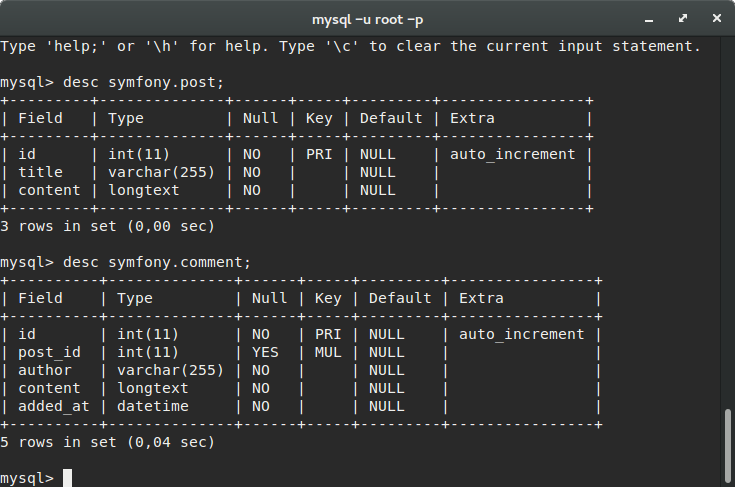 mysql -u root -p
Type 'help;' or '\h' for help. Type '\c' to clear the current input statement.
mysql> desc symfony.post;
+---------+--------------+------+-----+---------+----------------+
| Field   | Type         | Null | Key | Default | Extra          |
+---------+--------------+------+-----+---------+----------------+
| id      | int(11)      | NO   | PRI | NULL    | auto_increment |
| title   | varchar(255) | NO   |     | NULL    |                |
| content | longtext     | NO   |     | NULL    |                |
+---------+--------------+------+-----+---------+----------------+
3 rows in set (0,00 sec)
mysql> desc symfony.comment;
+----------+--------------+------+-----+---------+----------------+
| Field    | Type         | Null | Key | Default | Extra          |
+----------+--------------+------+-----+---------+----------------+
| id       | int(11)      | NO   | PRI | NULL    | auto_increment |
| post_id  | int(11)      | YES  | MUL | NULL    |                |
| author   | varchar(255) | NO   |     | NULL    |                |
| content  | longtext     | NO   |     | NULL    |                |
| added_at | datetime     | NO   |     | NULL    |                |
+----------+--------------+------+-----+---------+----------------+
5 rows in set (0,04 sec)
mysql>